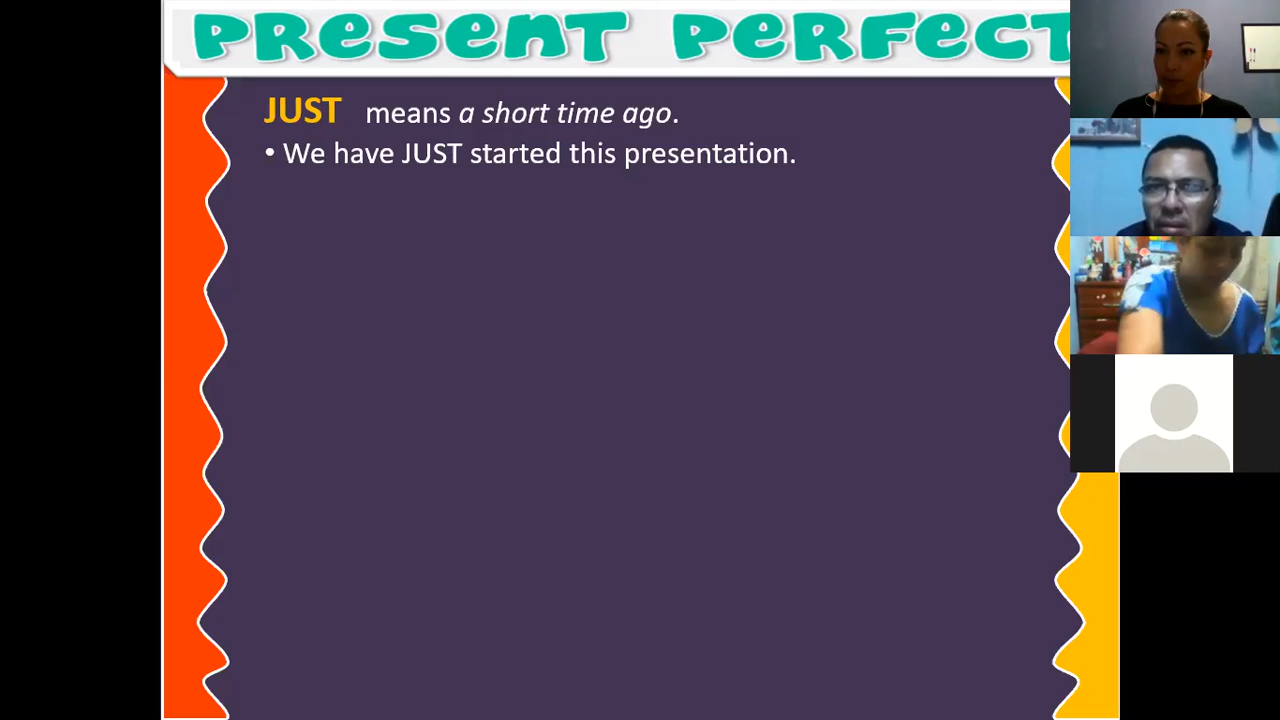 PRESENT PERFECT
JUST means a short time ago.
• We have JUST started this presentation.